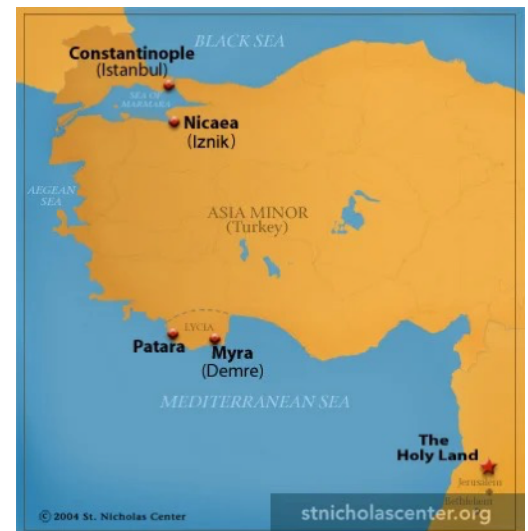 BLACK SEA
Constantinople
(Istanbul)
SEA OF
MARMARA
Nicaea
(Iznik)
AEGEAN
SEA
ASIA MINOR
(Turkey)
LYCIA
Patara
Myra
(Demre)
MEDITERRANEAN SEA
The
Holy Land
Jerusalem
Bethlehem
© 2004 St. Nicholas Center
stnicholascenter.org